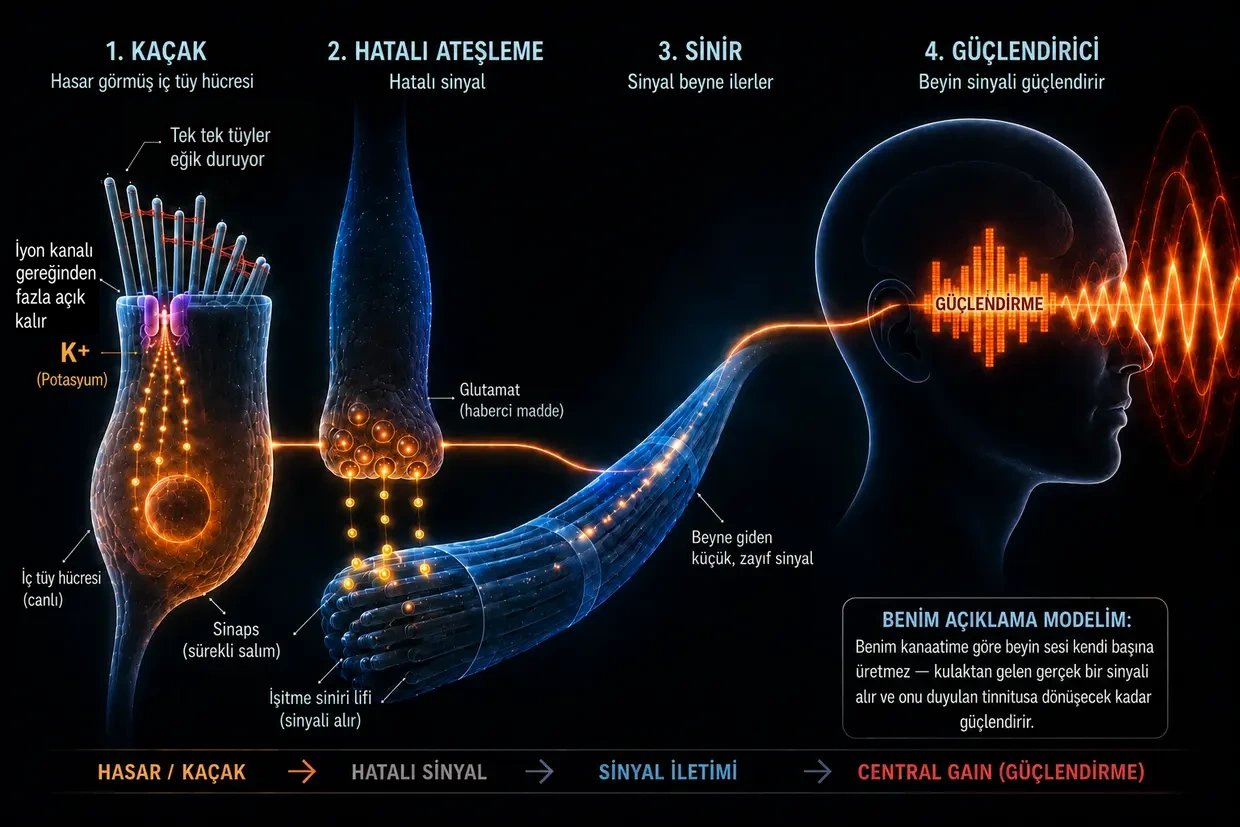 1. KAÇAK
Hasar görmüş iç tüy hücresi
2. HATALI ATEŞLEME
Hatalı sinyal
3. SİNİR
Sinyal beyne ilerler
4. GÜÇLENDİRİCİ
Beyin sinyali güçlendirir
Tek tek tüyler
eğik duruyor
İyon kanalı
gereğinden
fazla açık
kalır
K+
(Potasyum)
Glutamat
(haberci madde)
GÜÇLENDİRME
Beyne giden
küçük, zayıf sinyal
İç tüy hücresi
(canlı)
Sinaps
(sürekli salım)
İşitme siniri lifi
(sinyali alır)
BENİM AÇIKLAMA MODELİM:
Benim kanaatime göre beyin sesi kendi başına
üretmez — kulaktan gelen gerçek bir sinyali
alır ve onu duyulan tinnitusa dönüşecek kadar
güçlendirir.
HASAR / KAÇAK → HATALI SİNYAL → SİNYAL İLETİMİ → CENTRAL GAIN (GÜÇLENDİRME)